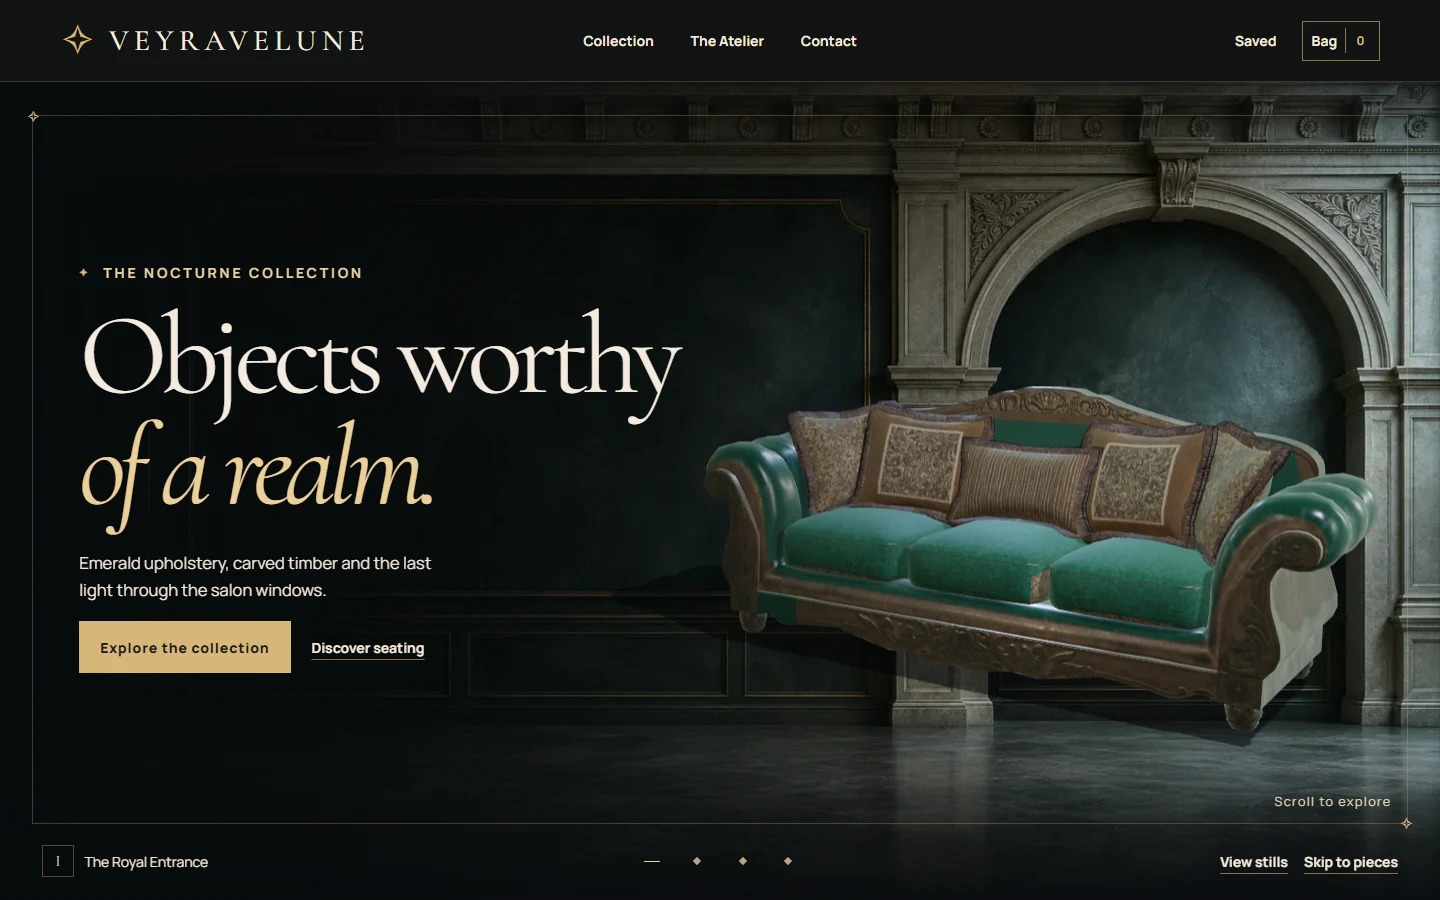 VEYRAVELUNE
Collection
The Atelier
Contact
Saved
Bag 0
THE NOCTURNE COLLECTION
Objects worthy
of a realm.
Emerald upholstery, carved timber and the last
light through the salon windows.
Explore the collection
Discover seating
Scroll to explore
I
The Royal Entrance
View stills
Skip to pieces